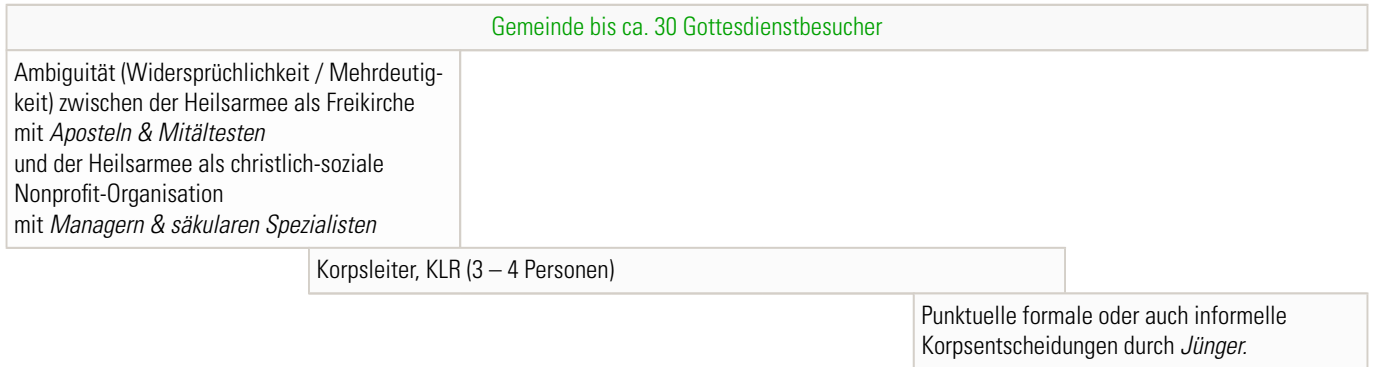 Gemeinde bis ca. 30 Gottesdienstbesucher
Ambiguität (Widersprüchlichkeit / Mehrdeutig-
keit) zwischen der Heilsarmee als Freikirche
mit Aposteln & Mitältesten
und der Heilsarmee als christlich-soziale
Nonprofit-Organisation
mit Managern & säkularen Spezialisten
Korpsleiter, KLR (3 – 4 Personen)
Punktuelle formale oder auch informelle
Korpsentscheidungen durch Jünger.